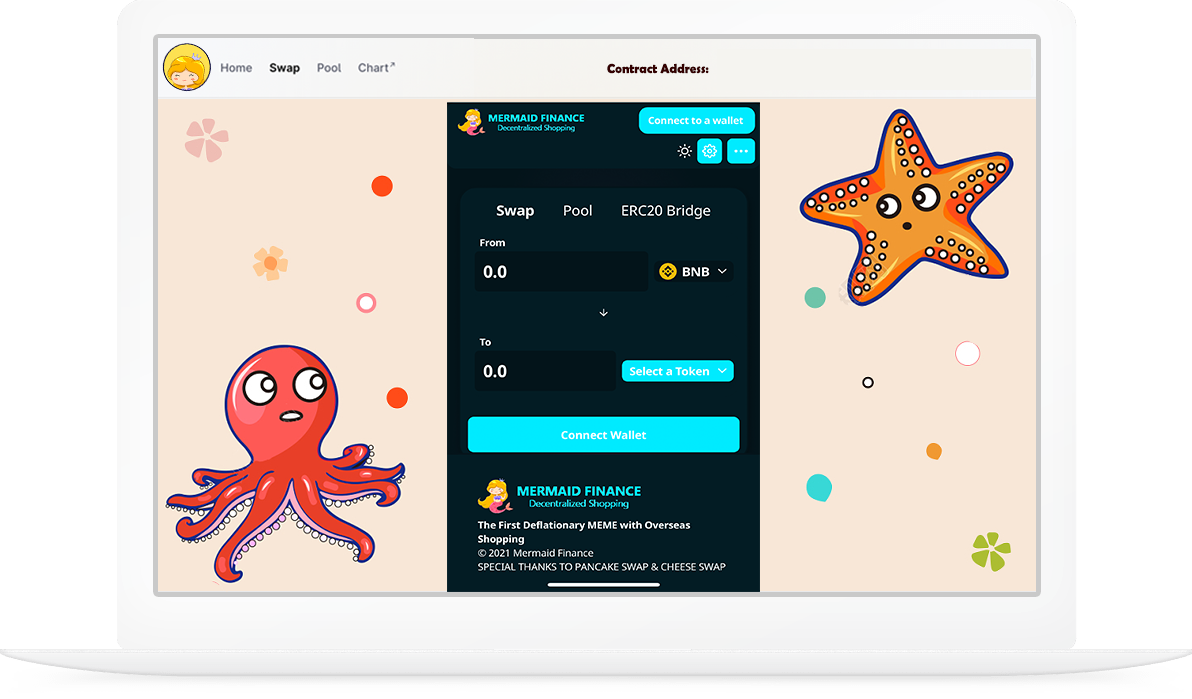 Home Swap Pool Chart↗ Contract Address:
MERMAID FINANCE
Decentralized Shopping
Connect to a wallet
Swap Pool ERC20 Bridge
From
0.0 BNB
To
0.0 Select a Token
Connect Wallet
MERMAID FINANCE
Decentralized Shopping
The First Deflationary MEME with Overseas
Shopping
© 2021 Mermaid Finance
SPECIAL THANKS TO PANCAKE SWAP & CHEESE SWAP